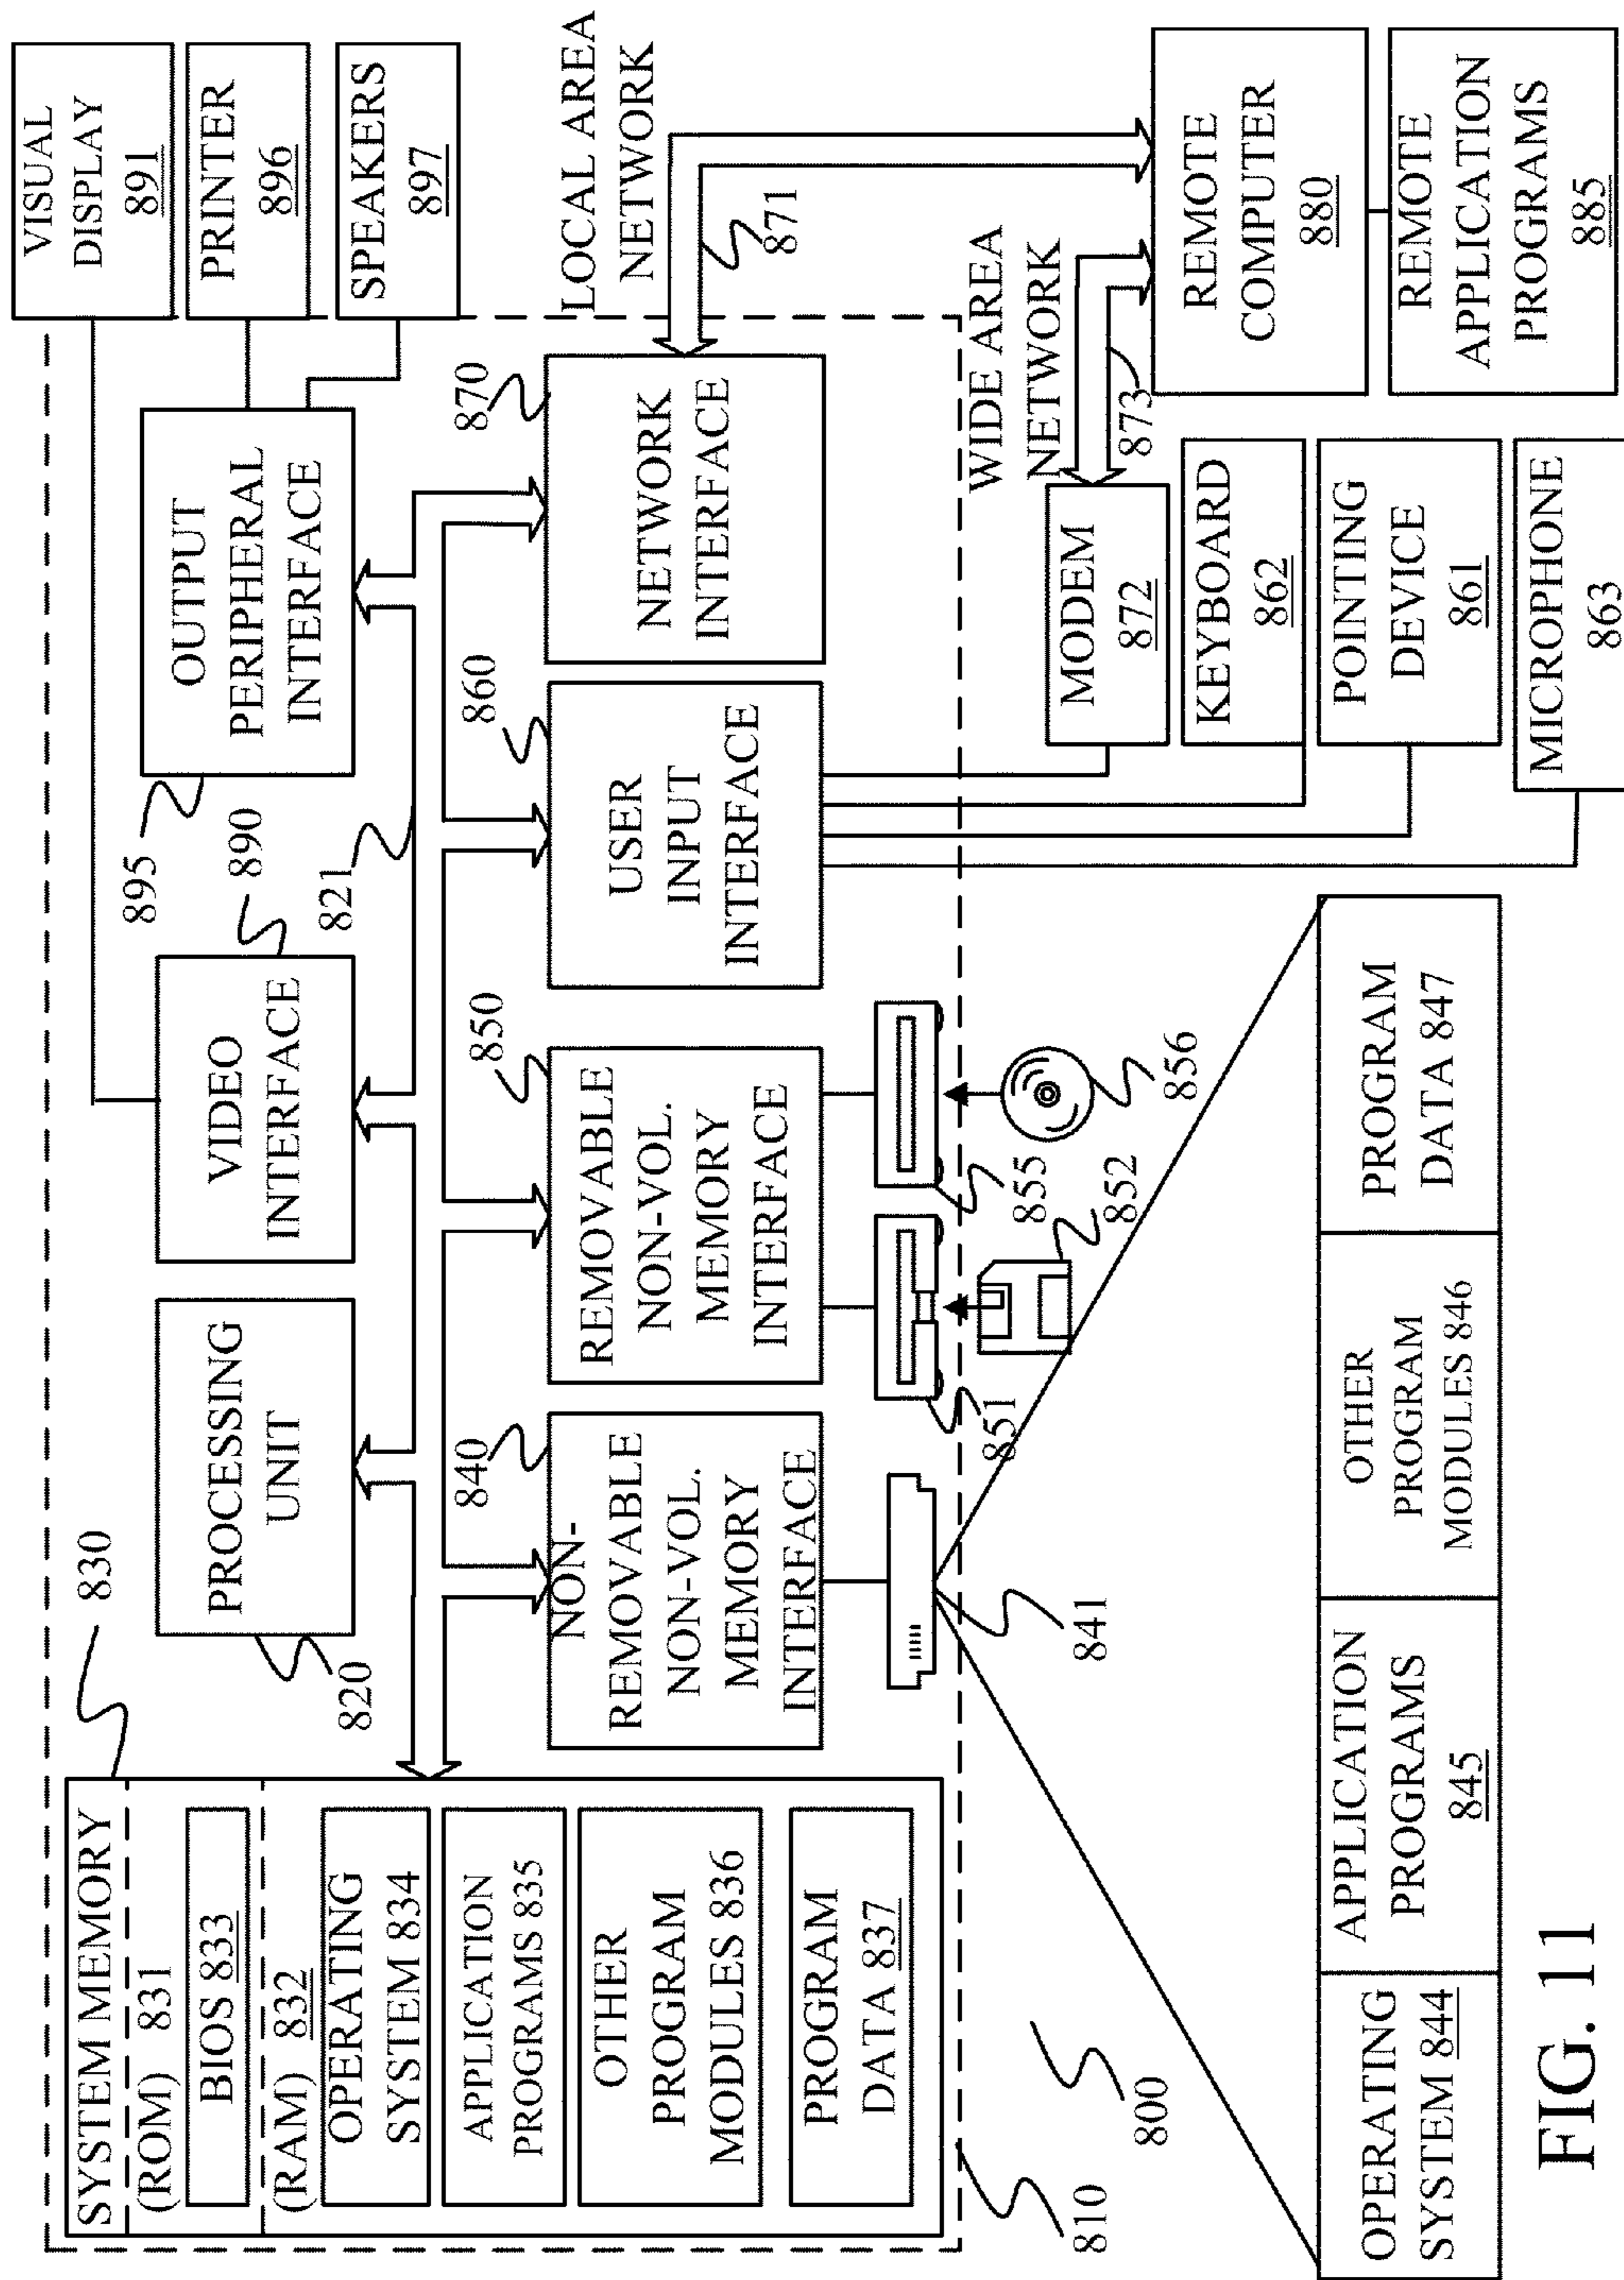 SYSTEM MEMORY
(ROM) 831
BIOS 833
(RAM) 832
OPERATING
SYSTEM 834
APPLICATION
PROGRAMS 835
OTHER
PROGRAM
MODULES 836
PROGRAM
DATA 837
830
PROCESSING
UNIT
820
VIDEO
INTERFACE
890
OUTPUT
PERIPHERAL
INTERFACE
895
821
VISUAL
DISPLAY
891
PRINTER
896
SPEAKERS
897
NON-
REMOVABLE
NON-VOL.
MEMORY
INTERFACE
840
REMOVABLE
NON-VOL.
MEMORY
INTERFACE
850
USER
INPUT
INTERFACE
860
NETWORK
INTERFACE
870
LOCAL AREA
NETWORK
871
WIDE AREA
NETWORK
873
841
851
852
855
856
MODEM
872
KEYBOARD
862
POINTING
DEVICE
861
MICROPHONE
863
REMOTE
COMPUTER
880
REMOTE
APPLICATION
PROGRAMS
885
810
800
OPERATING
SYSTEM 844
APPLICATION
PROGRAMS
845
OTHER
PROGRAM
MODULES 846
PROGRAM
DATA 847
FIG. 11